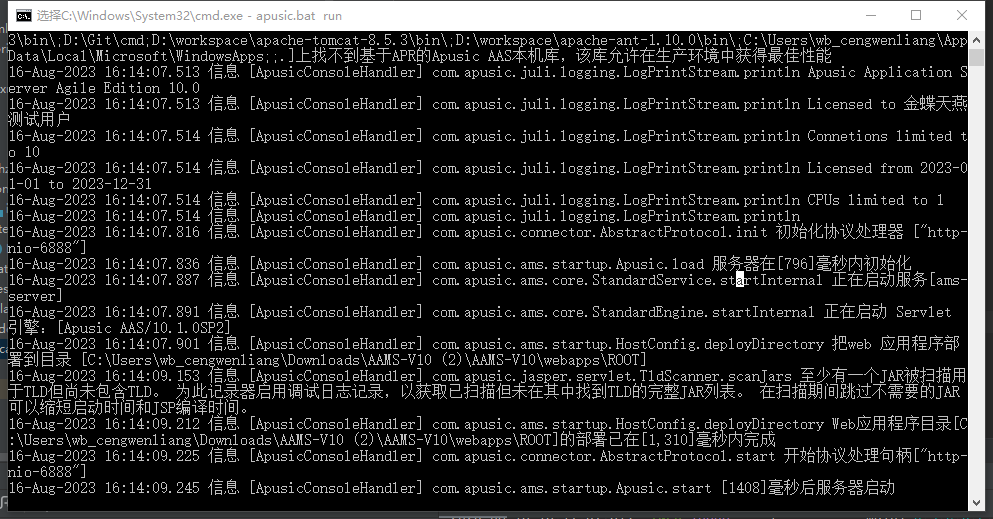 选择C:\Windows\System32\cmd.exe - apusic.bat  run
3\bin\;D:\Git\cmd;D:\workspace\apache-tomcat-8.5.3\bin\;D:\workspace\apache-ant-1.10.0\bin\;C:\Users\wb_cengwenliang\App
Data\Local\Microsoft\WindowsApps;;.]上找不到基于APR的Apusic AAS本机库，该库允许在生产环境中获得最佳性能
16-Aug-2023 16:14:07.513 信息 [ApusicConsoleHandler] com.apusic.juli.logging.LogPrintStream.println Apusic Application S
erver Agile Edition 10.0
16-Aug-2023 16:14:07.513 信息 [ApusicConsoleHandler] com.apusic.juli.logging.LogPrintStream.println Licensed to 金蝶天燕
测试用户
16-Aug-2023 16:14:07.514 信息 [ApusicConsoleHandler] com.apusic.juli.logging.LogPrintStream.println Connetions limited t
o 10
16-Aug-2023 16:14:07.514 信息 [ApusicConsoleHandler] com.apusic.juli.logging.LogPrintStream.println Licensed from 2023-0
1-01 to 2023-12-31
16-Aug-2023 16:14:07.514 信息 [ApusicConsoleHandler] com.apusic.juli.logging.LogPrintStream.println CPUs limited to 1
16-Aug-2023 16:14:07.514 信息 [ApusicConsoleHandler] com.apusic.juli.logging.LogPrintStream.println
16-Aug-2023 16:14:07.816 信息 [ApusicConsoleHandler] com.apusic.connector.AbstractProtocol.init 初始化协议处理器 ["http-
nio-6888"]
16-Aug-2023 16:14:07.836 信息 [ApusicConsoleHandler] com.apusic.ams.startup.Apusic.load 服务器在[796]毫秒内初始化
16-Aug-2023 16:14:07.887 信息 [ApusicConsoleHandler] com.apusic.ams.core.StandardService.startInternal 正在启动服务[ams-
server]
16-Aug-2023 16:14:07.891 信息 [ApusicConsoleHandler] com.apusic.ams.core.StandardEngine.startInternal 正在启动 Servlet
引擎：[Apusic AAS/10.1.0SP2]
16-Aug-2023 16:14:07.901 信息 [ApusicConsoleHandler] com.apusic.ams.startup.HostConfig.deployDirectory 把web 应用程序部
署到目录 [C:\Users\wb_cengwenliang\Downloads\AAMS-V10 (2)\AAMS-V10\webapps\ROOT]
16-Aug-2023 16:14:09.153 信息 [ApusicConsoleHandler] com.apusic.jasper.servlet.TldScanner.scanJars 至少有一个JAR被扫描用
于TLD但尚未包含TLD。 为此记录器启用调试日志记录，以获取已扫描但未在其中找到TLD的完整JAR列表。 在扫描期间跳过不需要的JAR
可以缩短启动时间和JSP编译时间。
16-Aug-2023 16:14:09.212 信息 [ApusicConsoleHandler] com.apusic.ams.startup.HostConfig.deployDirectory Web应用程序目录[C
:\Users\wb_cengwenliang\Downloads\AAMS-V10 (2)\AAMS-V10\webapps\ROOT]的部署已在[1,310]毫秒内完成
16-Aug-2023 16:14:09.225 信息 [ApusicConsoleHandler] com.apusic.connector.AbstractProtocol.start 开始协议处理句柄["http-
nio-6888"]
16-Aug-2023 16:14:09.245 信息 [ApusicConsoleHandler] com.apusic.ams.startup.Apusic.start [1408]毫秒后服务器启动